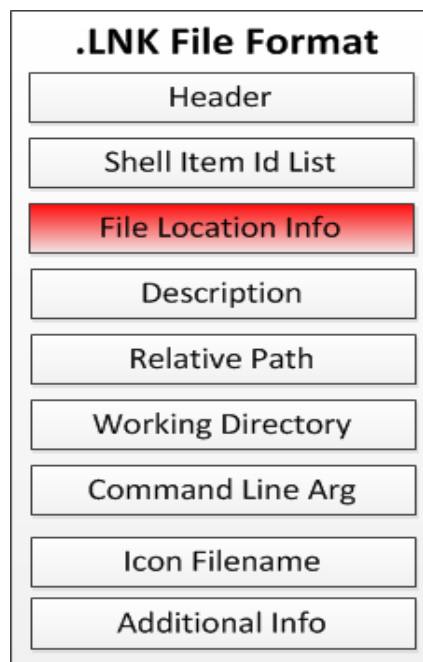 .LNK File Format
Header
Shell Item Id List
File Location Info
Description
Relative Path
Working Directory
Command Line Arg
Icon Filename
Additional Info